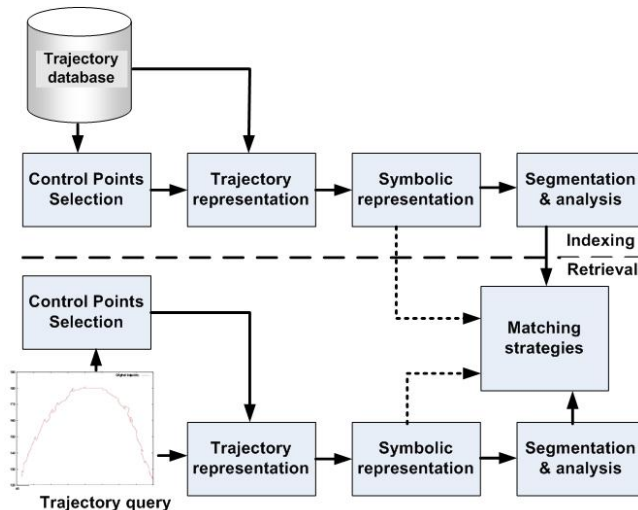 Trajectory
database
Control Points
Selection
Trajectory
representation
Symbolic
representation
Segmentation
& analysis
Indexing
Retrieval
Control Points
Selection
Matching
strategies
Trajectory
representation
Symbolic
representation
Segmentation
& analysis
Trajectory query